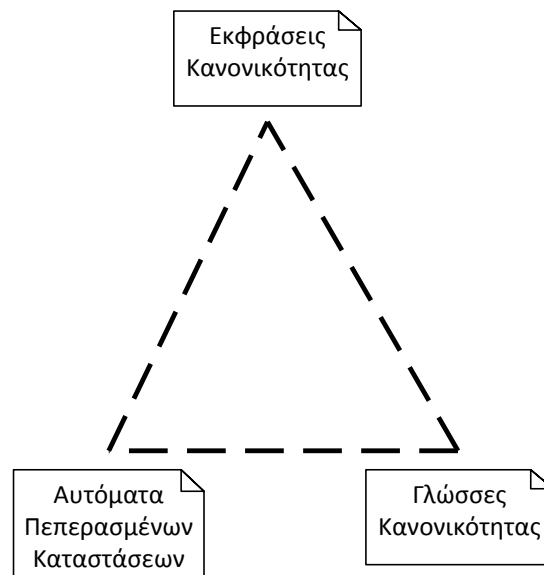 Εκφράσεις
Κανονικότητας
Αυτόματα
Πεπερασμένων
Καταστάσεων
Γλώσσες
Κανονικότητας